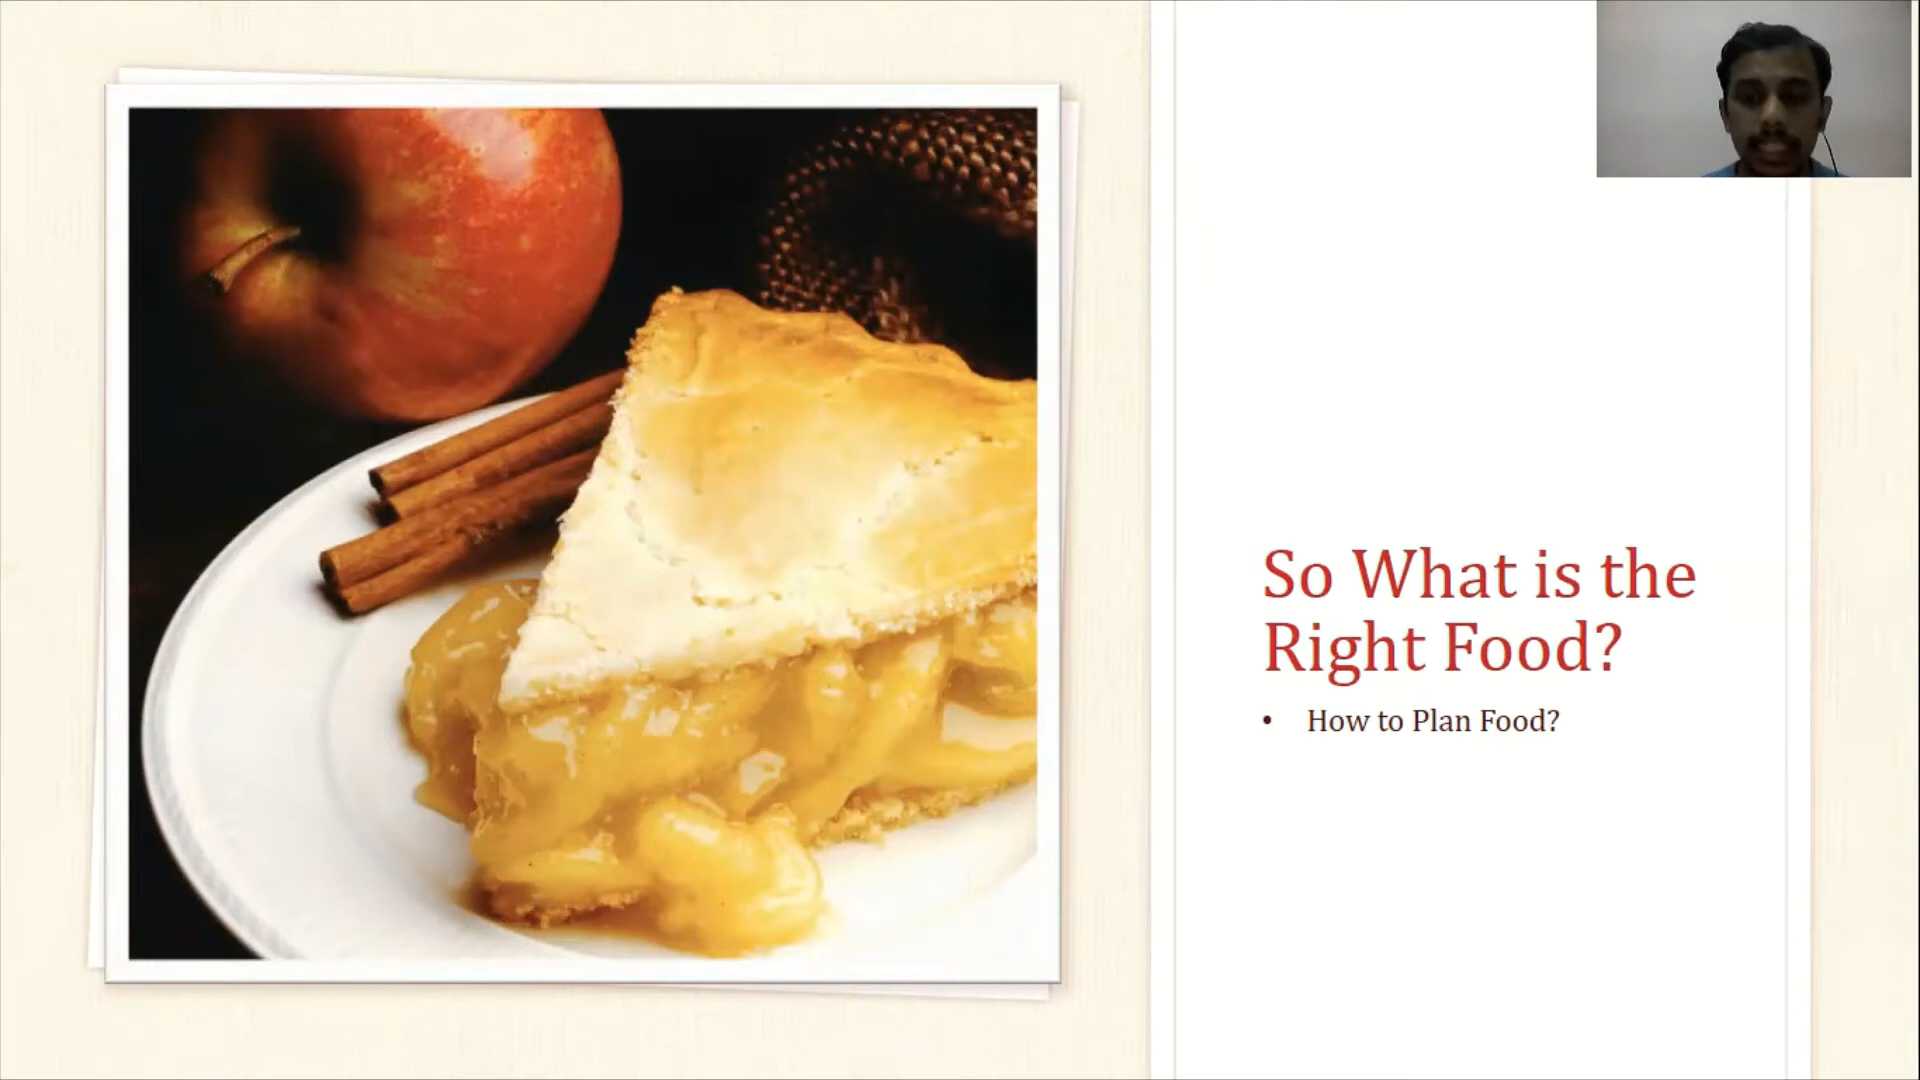 So What is the
Right Food?
• How to Plan Food?